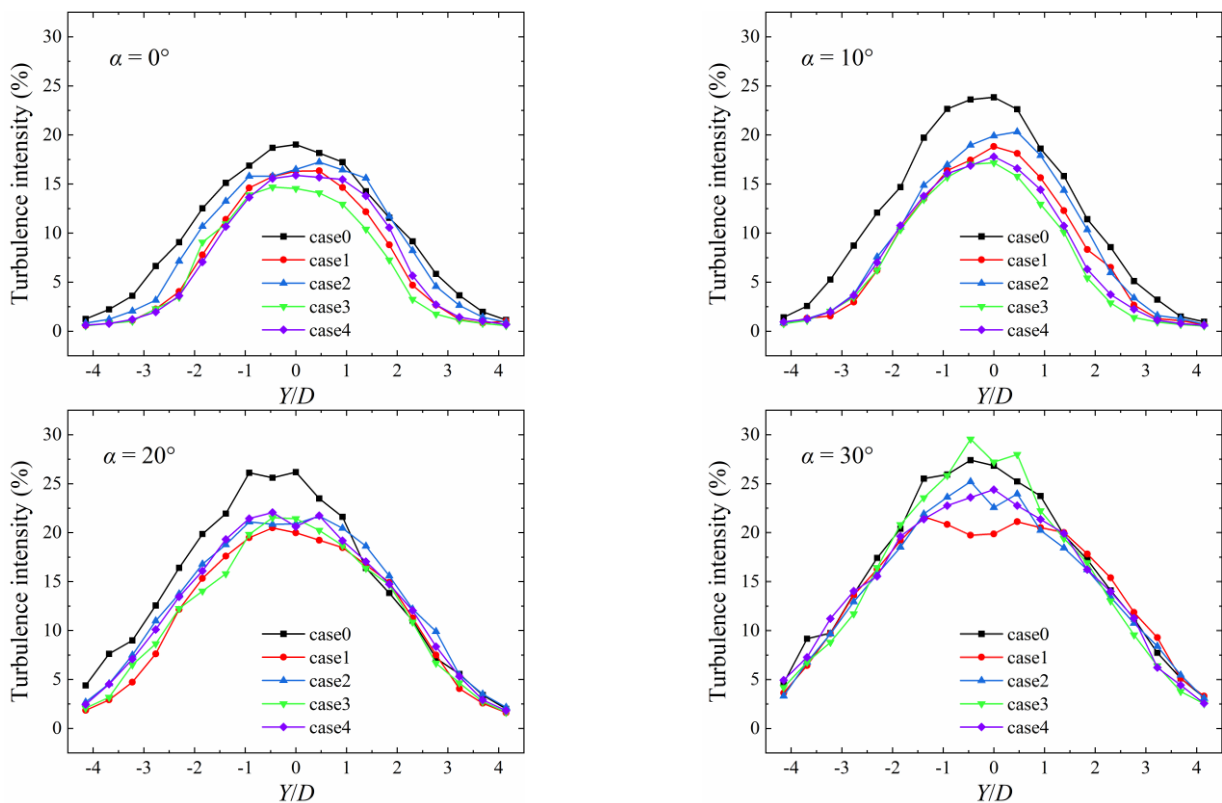 α = 0°
Turbulence intensity (%)
30
25
20
15
10
5
0
case0
case1
case2
case3
case4
-4 -3 -2 -1 0 1 2 3 4
Y/D
α = 10°
Turbulence intensity (%)
30
25
20
15
10
5
0
case0
case1
case2
case3
case4
-4 -3 -2 -1 0 1 2 3 4
Y/D
α = 20°
Turbulence intensity (%)
30
25
20
15
10
5
0
case0
case1
case2
case3
case4
-4 -3 -2 -1 0 1 2 3 4
Y/D
α = 30°
Turbulence intensity (%)
30
25
20
15
10
5
0
case0
case1
case2
case3
case4
-4 -3 -2 -1 0 1 2 3 4
Y/D